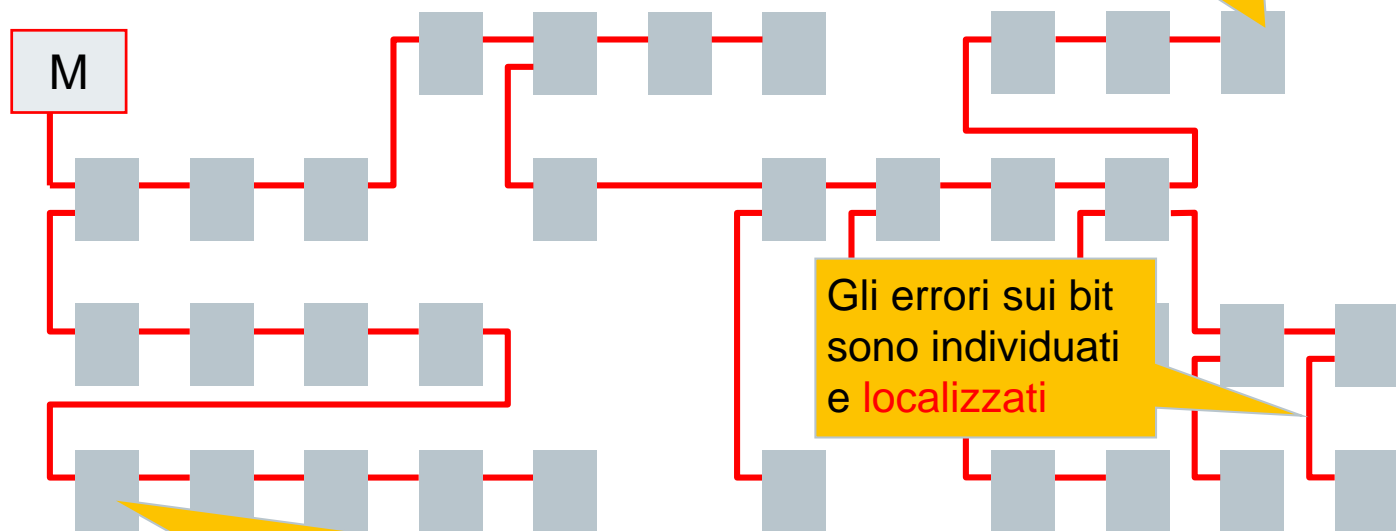 M
Gli errori sui bit
sono individuati
e localizzati